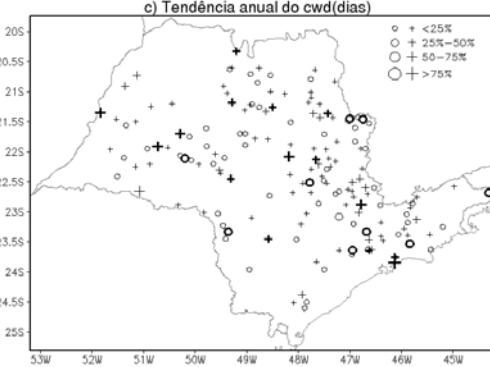 c) Tendência anual do cwd(dias)
<25%
25%-50%
50-75%
>75%
20S
20.5S
21S
21.5S
22S
22.5S
23S
23.5S
24S
24.5S
25S
53W 52W 51W 50W 49W 48W 47W 46W 45W